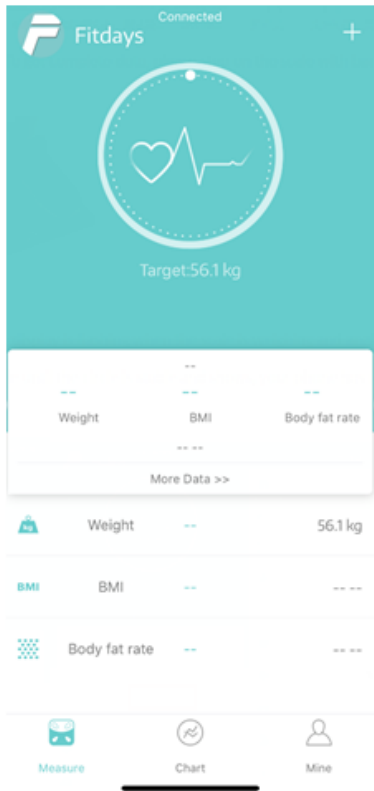 Connected
Fitdays
+
Target:56.1 kg
--
-- -- --
Weight BMI Body fat rate
-- --
More Data >>
kg Weight -- 56.1 kg
BMI BMI -- -- --
Body fat rate -- -- --
Measure Chart Mine